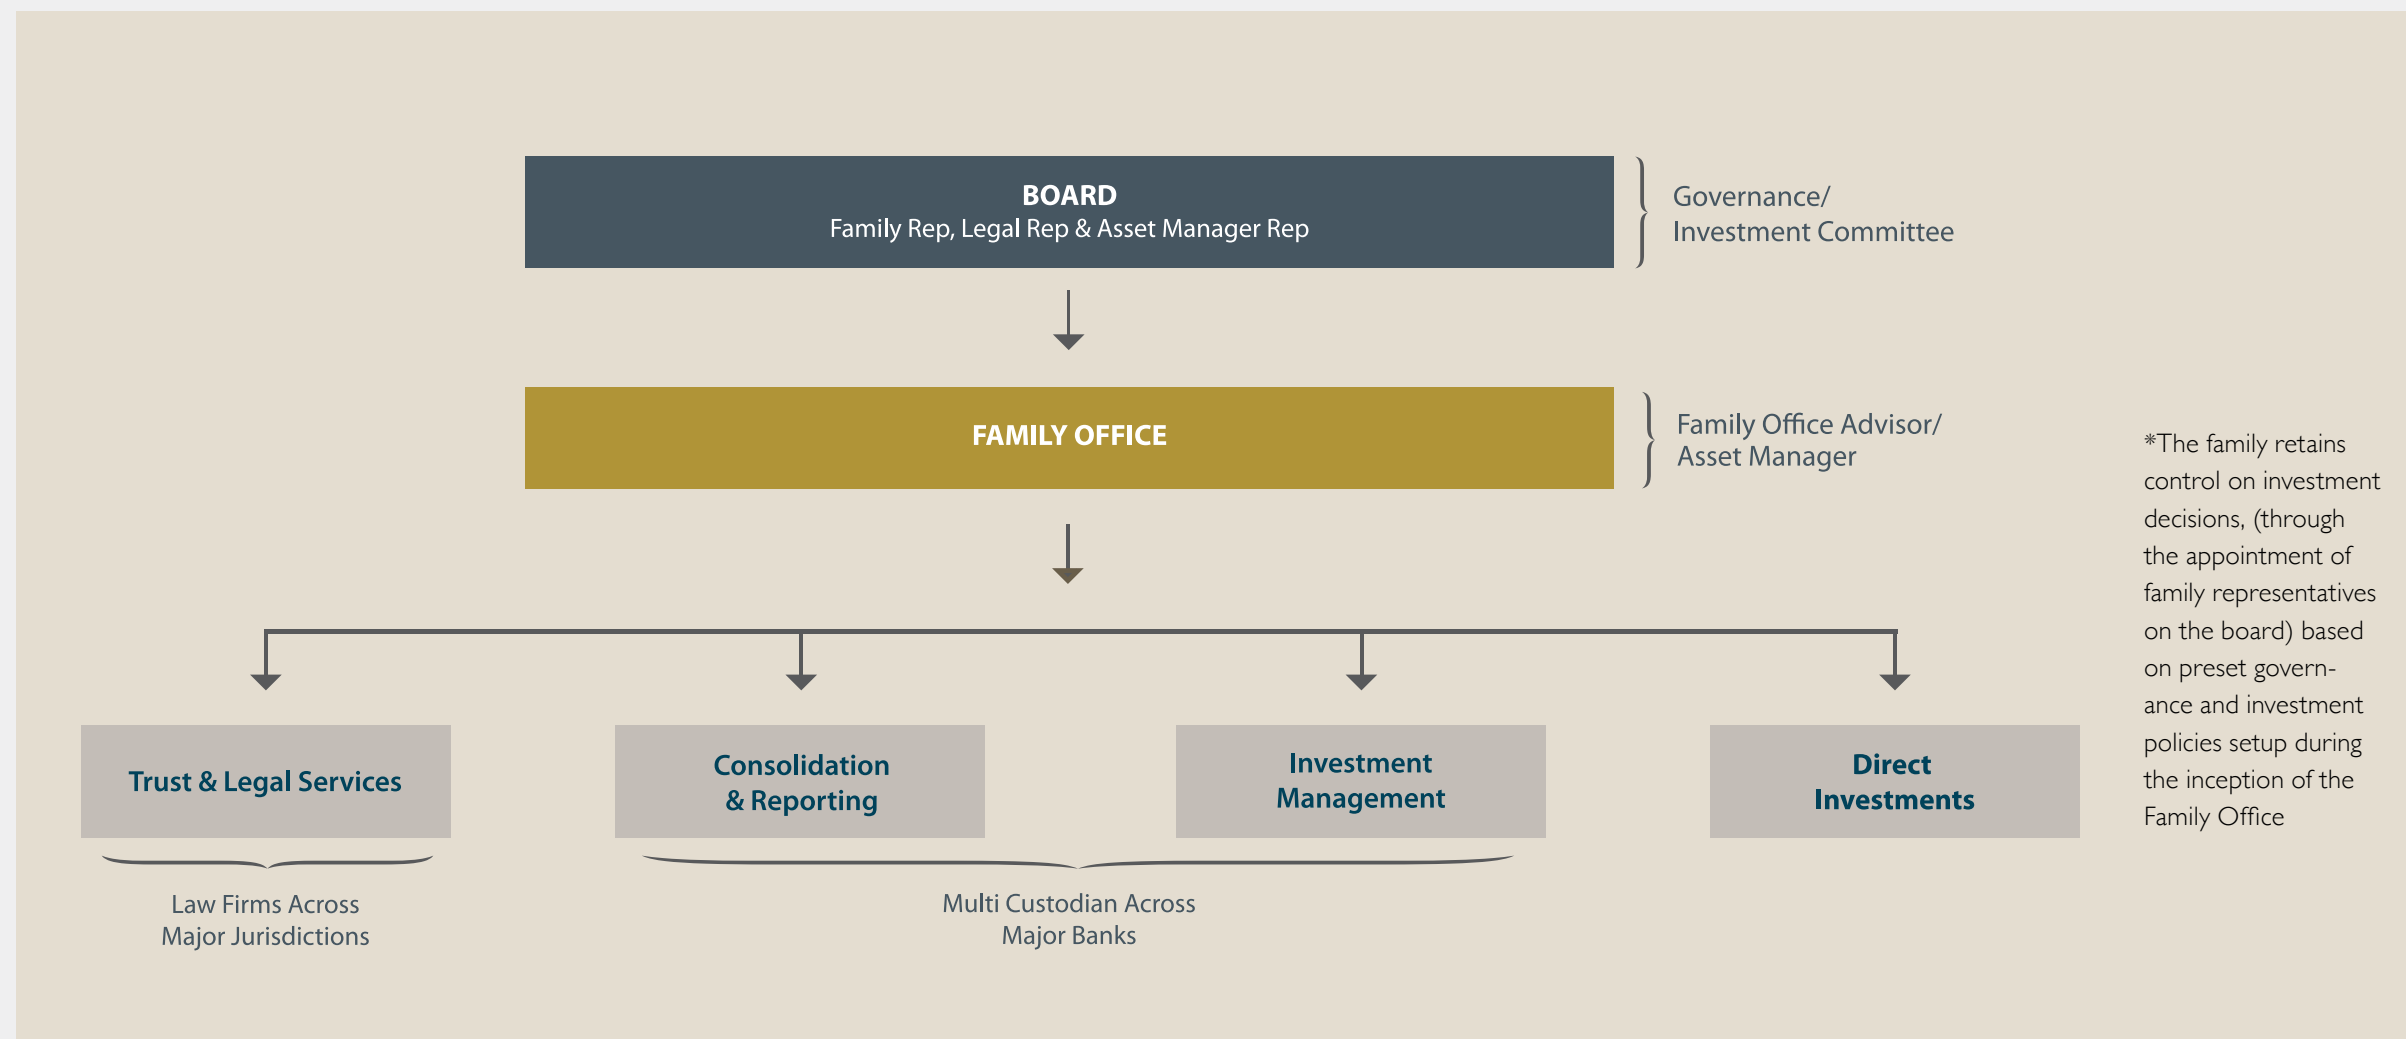 BOARD
Family Rep, Legal Rep & Asset Manager Rep
Governance/
Investment Committee
FAMILY OFFICE
Family Office Advisor/
Asset Manager
*The family retains
control on investment
decisions, (through
the appointment of
family representatives
on the board) based
on preset govern-
ance and investment
policies setup during
the inception of the
Family Office
Trust & Legal Services
Consolidation
& Reporting
Investment
Management
Direct
Investments
Law Firms Across
Major Jurisdictions
Multi Custodian Across
Major Banks